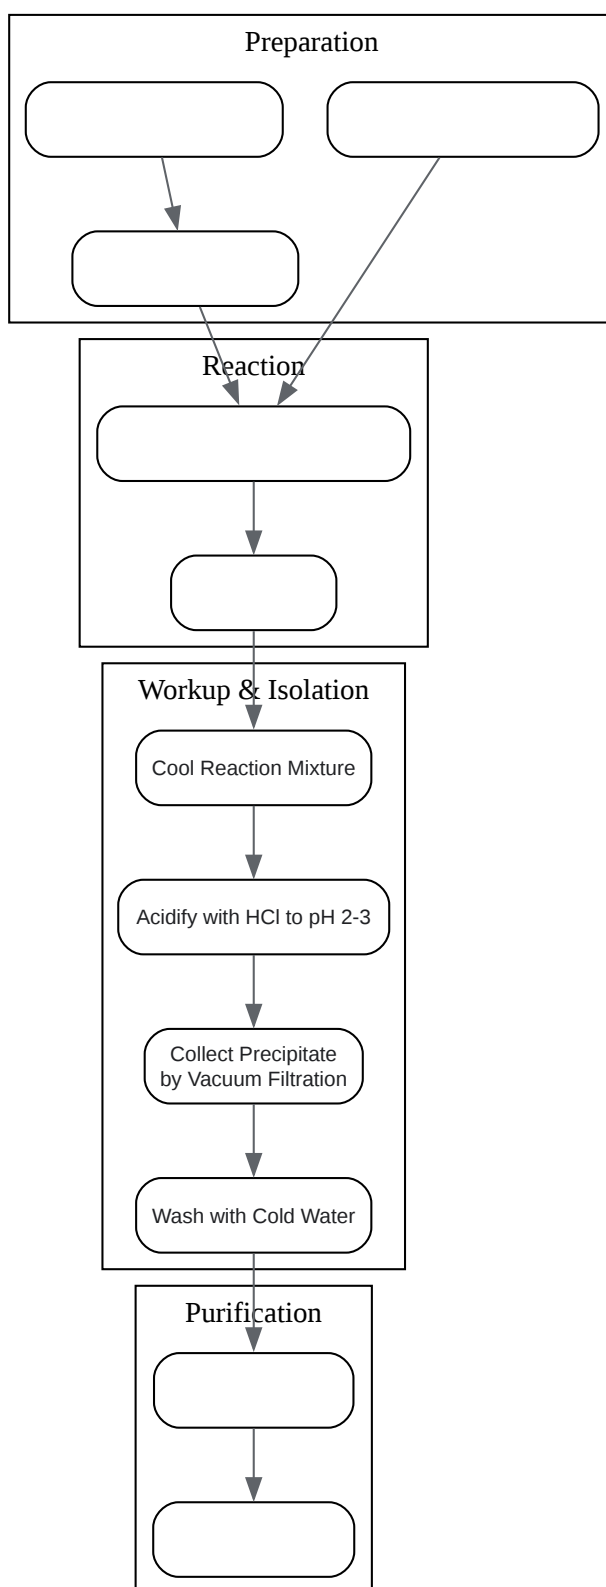 Preparation
Reaction
Workup & Isolation
Cool Reaction Mixture
Acidify with HCl to pH 2-3
Collect Precipitate
by Vacuum Filtration
Wash with Cold Water
Purification